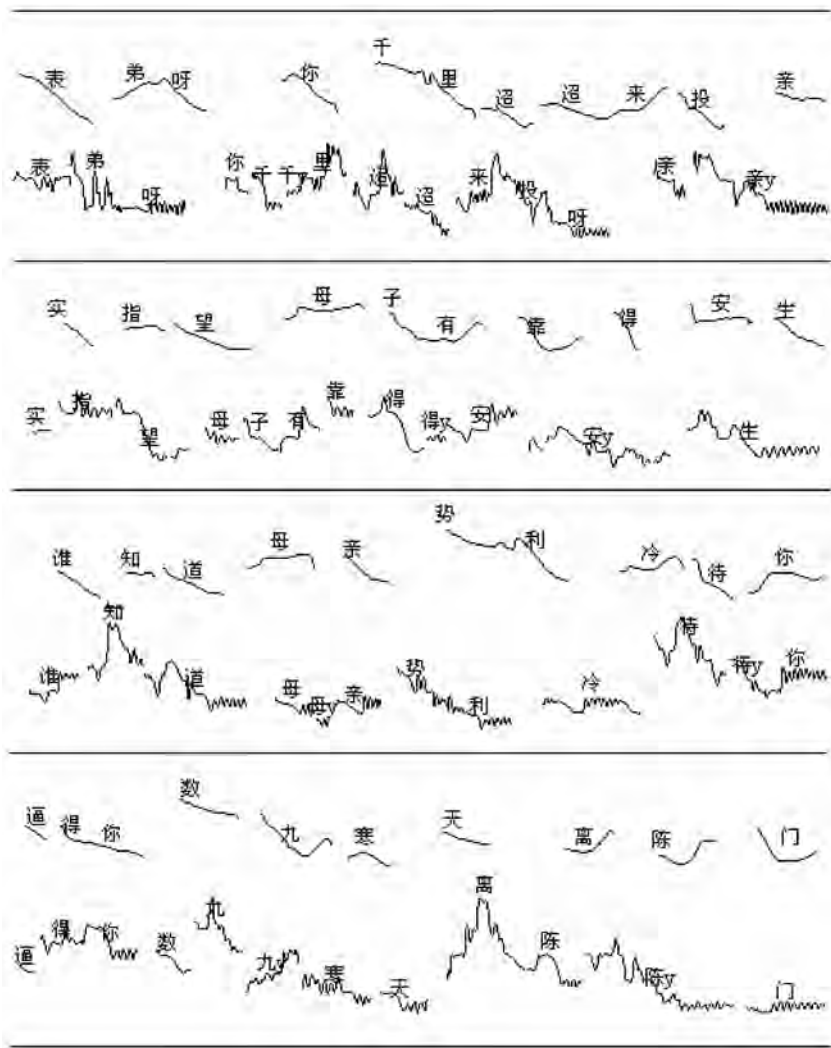 表 弟 呀 你 千 里 迢 迢 来 投 亲
表 弟 呀 你 千 千y 里 迢 迢 来 投 呀 亲 亲y
实 指 望 母 子 有 靠 得 安 生
实 指 望 母 子 有 靠 得 得y 安 安y 生
谁 知 道 母 亲 势 利 冷 待 你
谁 知 道 母 母y 亲 势 利 冷 待 待y 你
逼 得 你 数 九 寒 天 离 陈 门
逼 得 你 数 九 九y 寒 天 离 陈 陈y 门